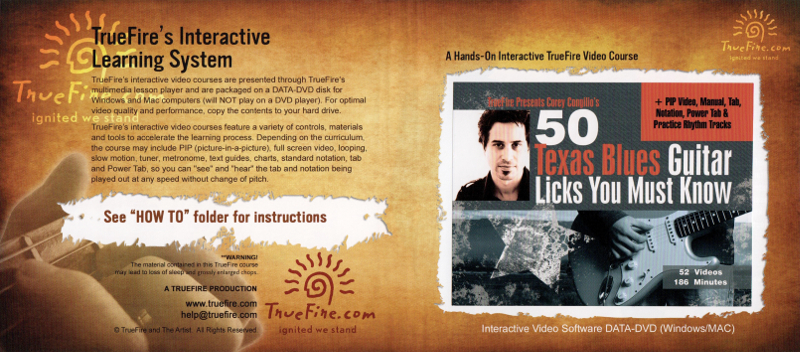 TrueFire's Interactive
Learning System
TrueFire's interactive video courses are presented through TrueFire's
multimedia lesson player and are packaged on a DATA-DVD disk for
Windows and Mac computers (will NOT play on a DVD player). For optimal
video quality and performance, copy the contents to your hard drive.
TrueFire's interactive video courses feature a variety of controls, materials
and tools to accelerate the learning process. Depending on the curriculum,
the course may include PIP (picture-in-a-picture), full screen video, looping,
slow motion, tuner, metronome, text guides, charts, standard notation, tab
and Power Tab, so you can "see" and "hear" the tab and notation being
played out at any speed without change of pitch.
TrueFire.com
ignited we stand
See "HOW TO" folder for instructions
**WARNING!
The material contained in this TrueFire course
may lead to loss of sleep and grossly enlarged chops.
A TRUEFIRE PRODUCTION
www.truefire.com
help@truefire.com
© TrueFire and The Artist. All Rights Reserved
TrueFire.com
ignited we stand
TrueFire.com
ignited we stand
A Hands-On Interactive TrueFire Video Course
TrueFire Presents Corey Congilio's
50
Texas Blues Guitar
Licks You Must Know
+ PIP Video, Manual, Tab,
Notation, Power Tab &
Practice Rhythm Tracks
52 Videos
186 Minutes
Interactive Video Software DATA-DVD (Windows/MAC)